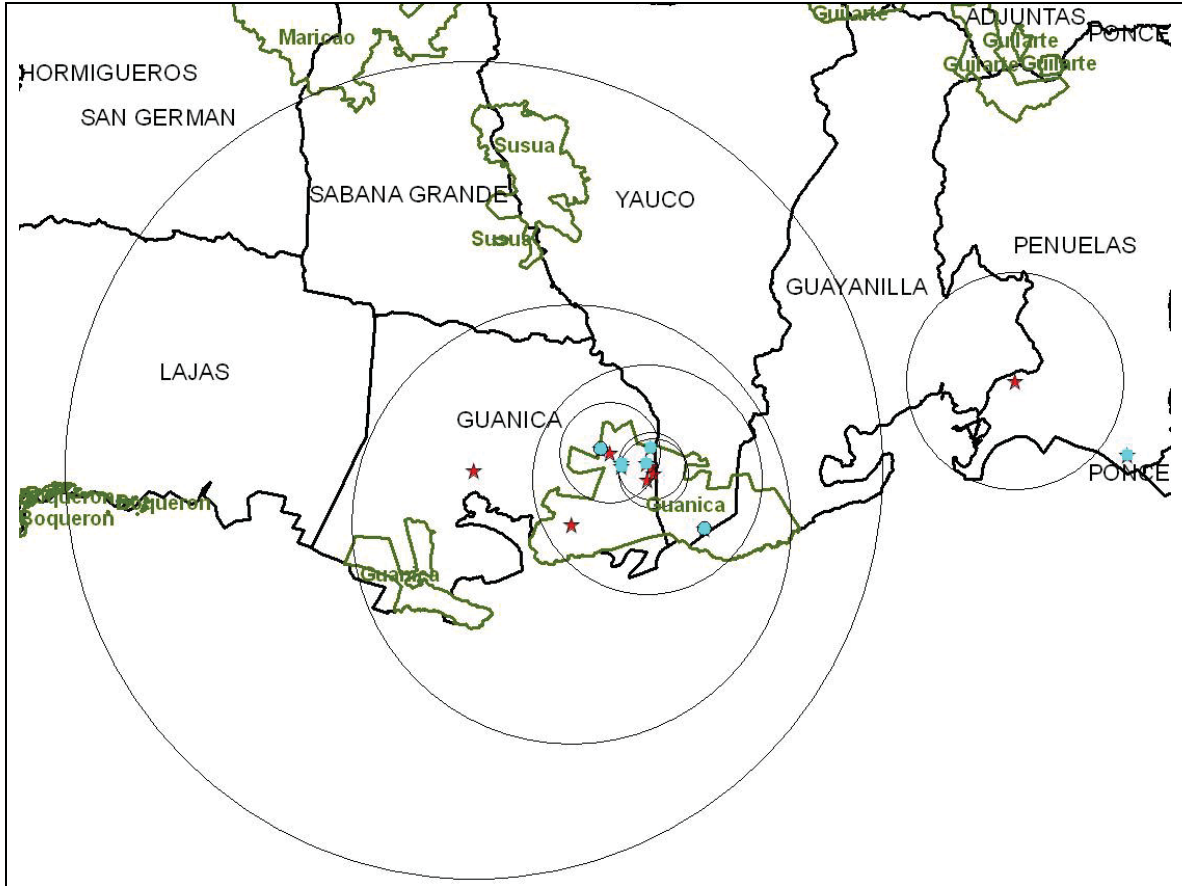 Guilarte
ADJUNTAS
Maricao
Guilarte
PONCE
Guilarte
Guilarte
HORMIGUEROS
SAN GERMAN
Susua
SABANA GRANDE
YAUCO
Susua
PENUELAS
GUAYANILLA
LAJAS
GUANICA
PONCE
Boqueron
Boqueron
Guanica
Boqueron
Guanica